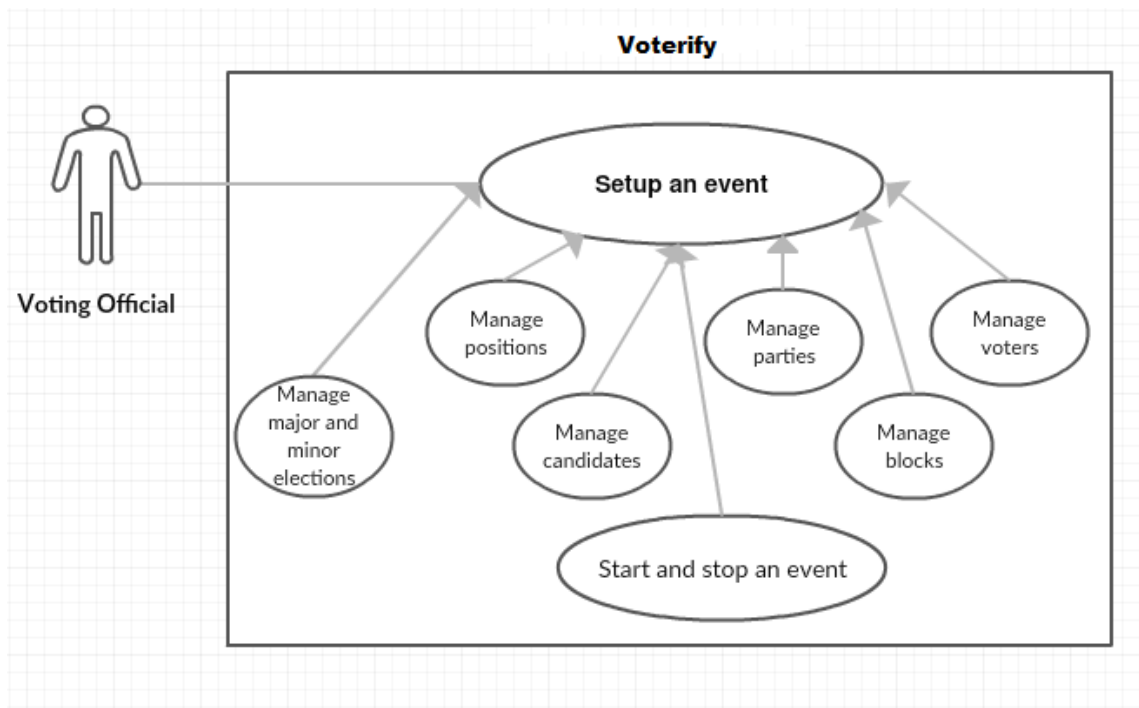 Voterify
Setup an event
Voting Official
Manage
positions
Manage
parties
Manage
voters
Manage
major and
minor
elections
Manage
candidates
Manage
blocks
Start and stop an event